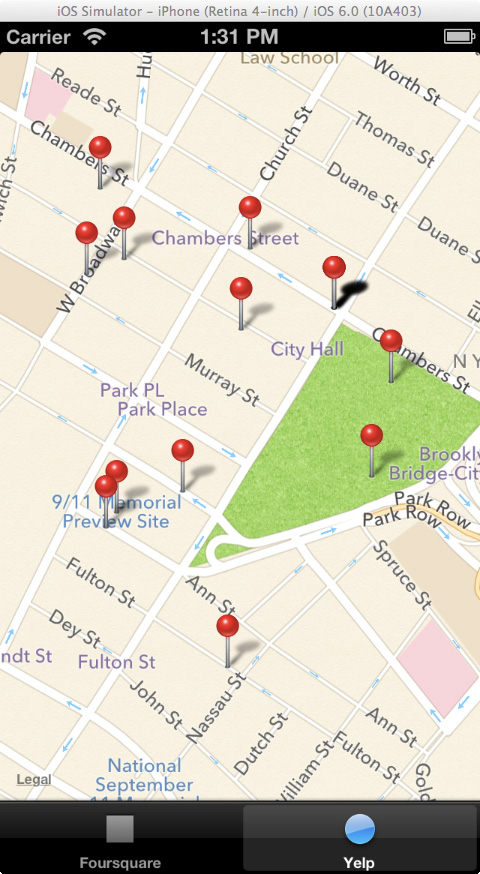 iOS Simulator - iPhone (Retina 4-inch) / iOS 6.0 (10A403)
Carrier 1:31 PM
Law School
Worth St
Reade St
Thomas St
Church St
Chambers St
Duane St
W Broadway
Chambers Street
City Hall
Chambers St
N Y
Murray St
Park PL
Park Place
Brookly
Bridge-Cit
9/11 Memorial
Preview Site
Park Row
Park Row
Spruce St
Fulton St
Ann St
Dey St
ndt St
Fulton St
John St
Nassau St
Dutch St
Ann St
William St
Fulton St
Gold
National
September
Legal
Foursquare
Yelp